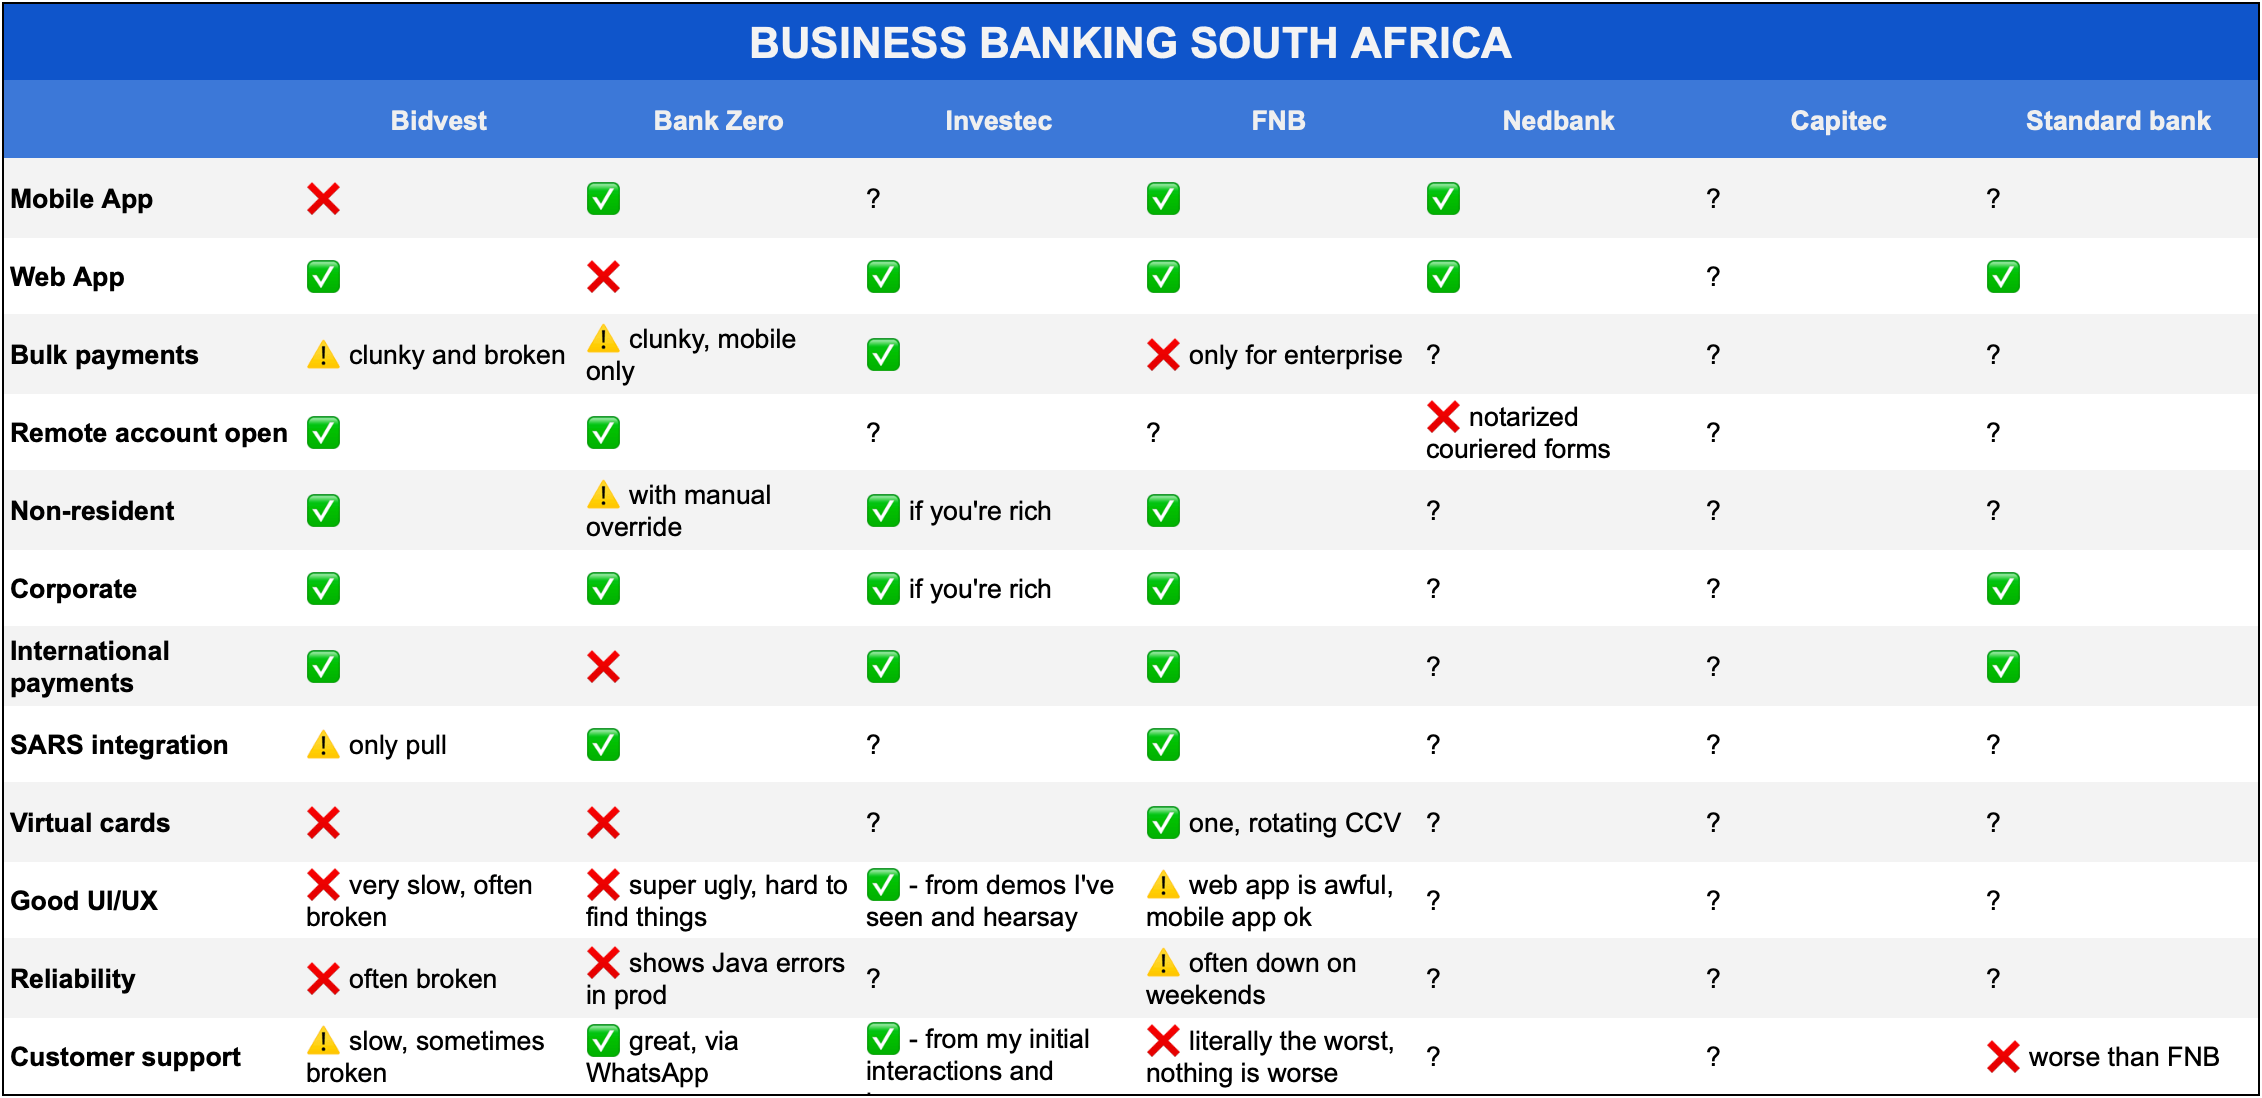 BUSINESS BANKING SOUTH AFRICA
Bidvest Bank Zero Investec FNB Nedbank Capitec Standard bank
Mobile App ❌ ✅ ? ✅ ✅ ? ?
Web App ✅ ❌ ✅ ✅ ✅ ? ✅
Bulk payments ⚠️ clunky and broken ⚠️ clunky, mobile only ✅ ❌ only for enterprise ? ? ?
Remote account open ✅ ✅ ? ? ❌ notarized couriered forms ? ?
Non-resident ✅ ⚠️ with manual override ✅ if you're rich ✅ ? ? ?
Corporate ✅ ✅ ✅ if you're rich ✅ ? ? ✅
International payments ✅ ❌ ✅ ✅ ? ? ✅
SARS integration ⚠️ only pull ✅ ? ✅ ? ? ?
Virtual cards ❌ ❌ ? ✅ one, rotating CCV ? ? ?
Good UI/UX ❌ very slow, often broken ❌ super ugly, hard to find things ✅ - from demos I've seen and hearsay ⚠️ web app is awful, mobile app ok ? ? ?
Reliability ❌ often broken ❌ shows Java errors in prod ? ⚠️ often down on weekends ? ? ?
Customer support ⚠️ slow, sometimes broken ✅ great, via WhatsApp ✅ - from my initial interactions and ❌ literally the worst, nothing is worse ? ? ❌ worse than FNB